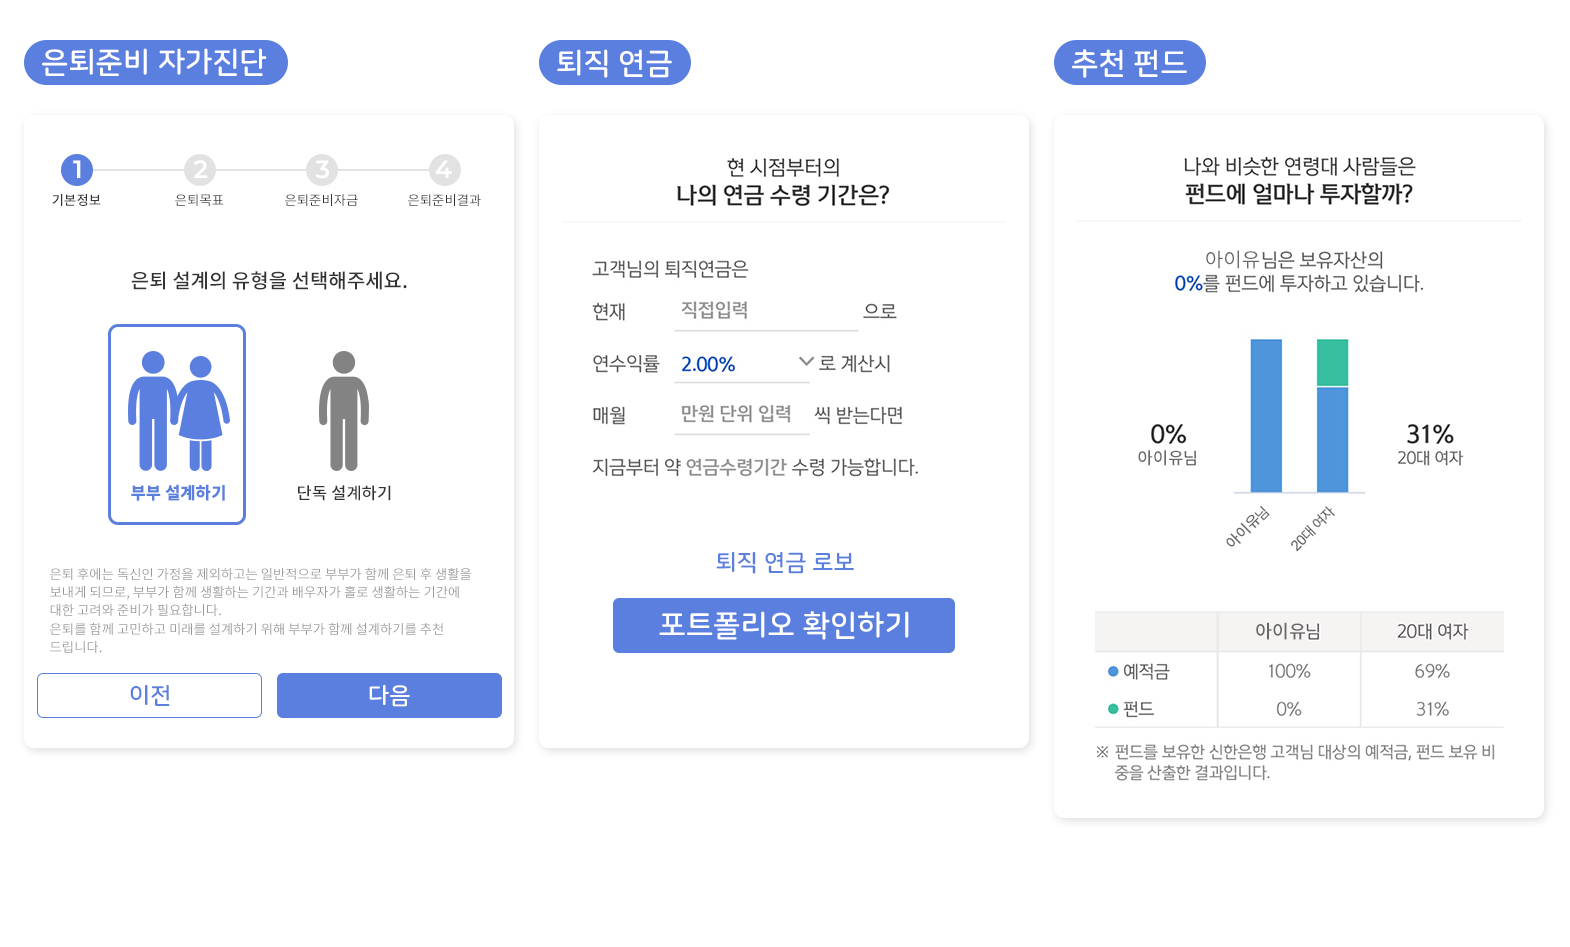 은퇴준비 자가진단
1
2
3
4
기본정보
은퇴목표
은퇴준비자금
은퇴준비결과
은퇴 설계의 유형을 선택해주세요.
부부 설계하기
단독 설계하기
은퇴 후에는 독신인 가정을 제외하고는 일반적으로 부부가 함께 은퇴 후 생활을
보내게 되므로, 부부가 함께 생활하는 기간과 배우자가 홀로 생활하는 기간에
대한 고려와 준비가 필요합니다.
은퇴를 함께 고민하고 미래를 설계하기 위해 부부가 함께 설계하기를 추천
드립니다.
이전
다음
퇴직 연금
현 시점부터의
나의 연금 수령 기간은?
고객님의 퇴직연금은
현재 직접입력 으로
연수익률 2.00% 로 계산시
매월 만원 단위 입력 씩 받는다면
지금부터 약 연금수령기간 수령 가능합니다.
퇴직 연금 로보
포트폴리오 확인하기
추천 펀드
나와 비슷한 연령대 사람들은
펀드에 얼마나 투자할까?
아이유님은 보유자산의
0%를 펀드에 투자하고 있습니다.
0%
아이유님
31%
20대 여자
아이유님
20대 여자
아이유님 20대 여자
예적금 100% 69%
펀드 0% 31%
※ 펀드를 보유한 신한은행 고객님 대상의 예적금, 펀드 보유 비
중을 산출한 결과입니다.